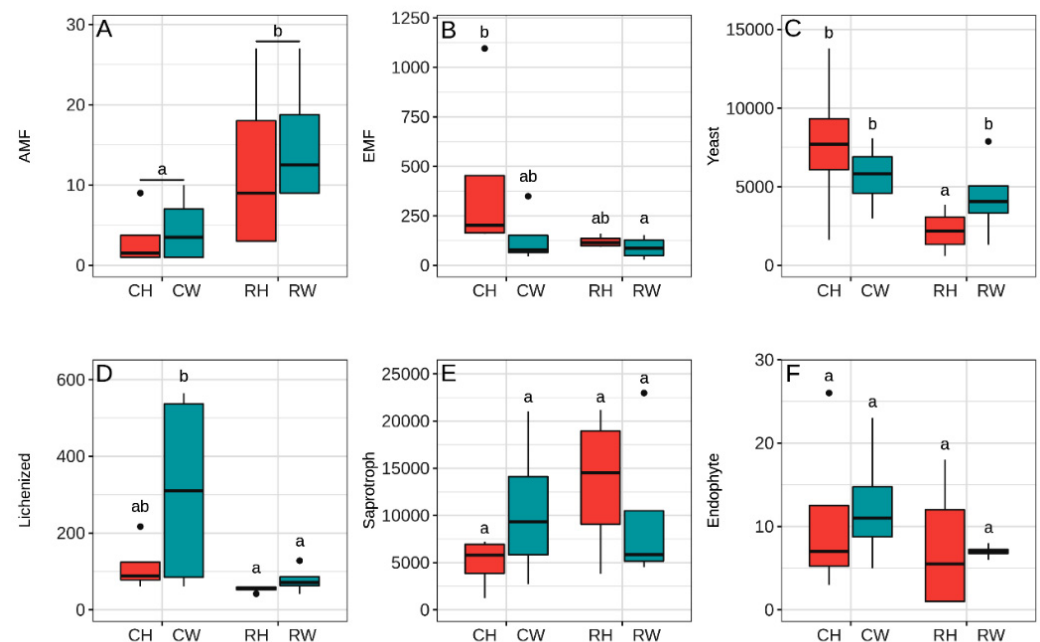 A
AMF
30
20
10
0
a
b
CH CW RH RW
B
EMF
1250
1000
750
500
250
0
b
ab
ab
a
CH CW RH RW
C
Yeast
15000
10000
5000
0
b
b
a
b
CH CW RH RW
D
Lichenized
600
400
200
0
ab
b
a
a
CH CW RH RW
E
Saprotroph
25000
20000
15000
10000
5000
0
a
a
a
a
CH CW RH RW
F
Endophyte
30
20
10
0
a
a
a
a
CH CW RH RW